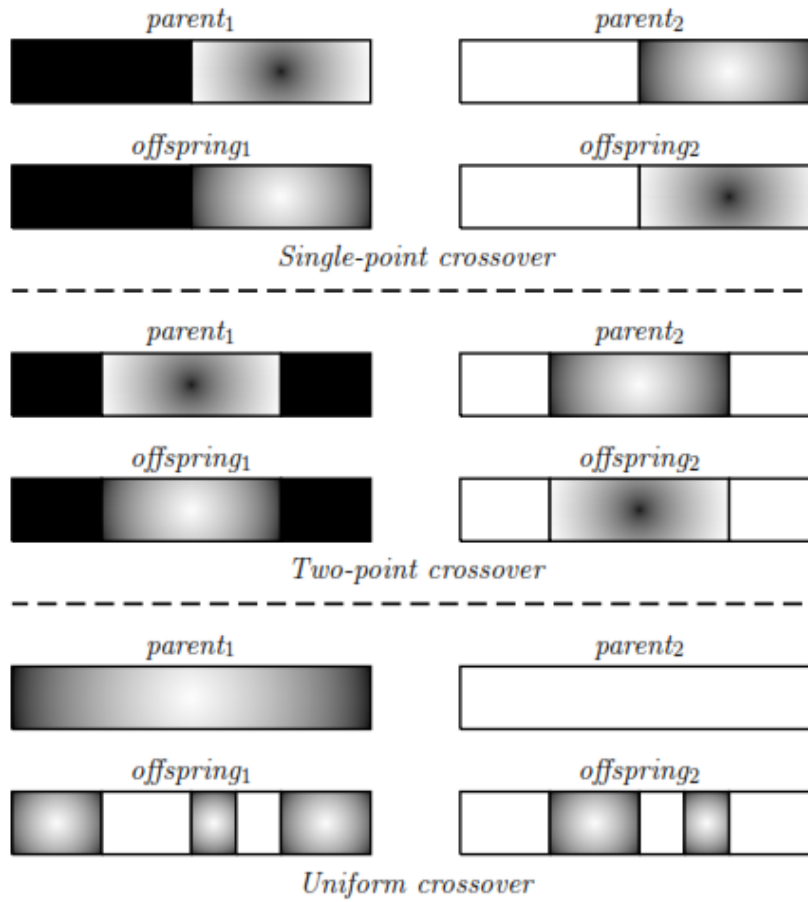 parent₁ parent₂
offspring₁ offspring₂
Single-point crossover
parent₁ parent₂
offspring₁ offspring₂
Two-point crossover
parent₁ parent₂
offspring₁ offspring₂
Uniform crossover